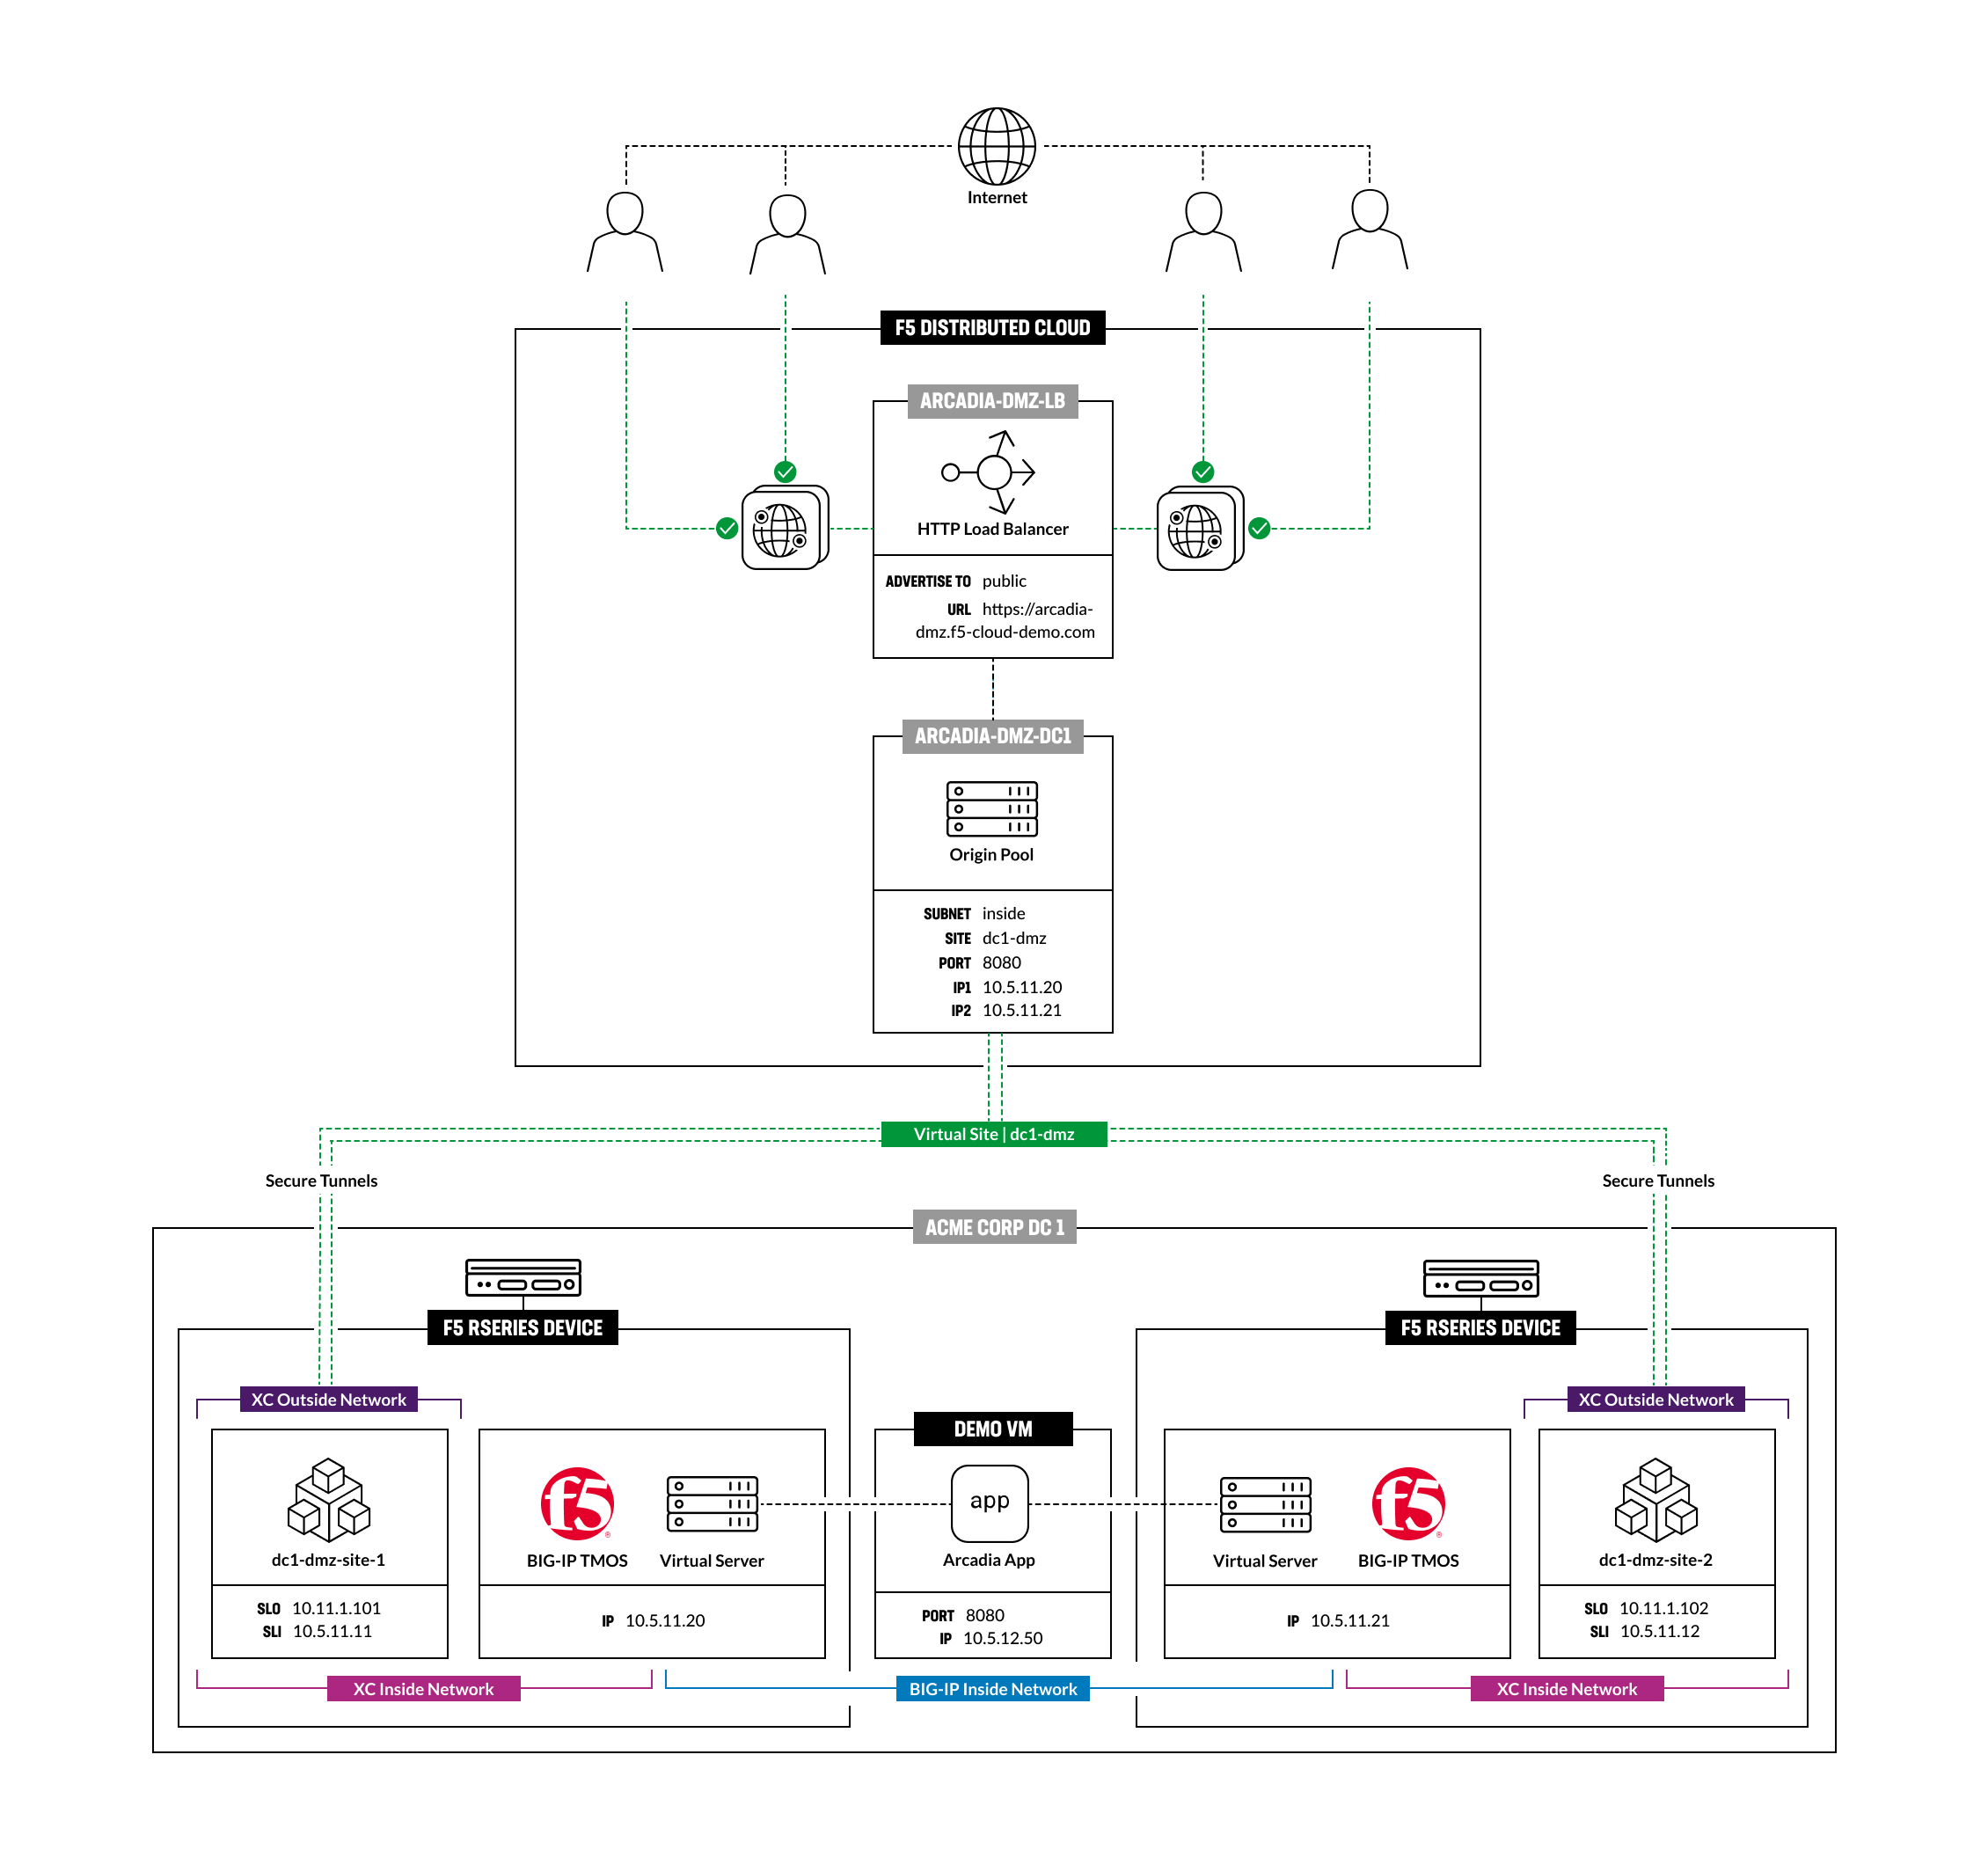 Internet
F5 DISTRIBUTED CLOUD
ARCADIA-DMZ-LB
HTTP Load Balancer
ADVERTISE TO public
URL https://arcadia-
dmz.f5-cloud-demo.com
ARCADIA-DMZ-DC1
Origin Pool
SUBNET inside
SITE dc1-dmz
PORT 8080
IP1 10.5.11.20
IP2 10.5.11.21
Virtual Site | dc1-dmz
Secure Tunnels
Secure Tunnels
ACME CORP DC 1
F5 RSERIES DEVICE
F5 RSERIES DEVICE
XC Outside Network
XC Outside Network
DEMO VM
f5®
app
f5®
dc1-dmz-site-1
BIG-IP TMOS
Virtual Server
Arcadia App
Virtual Server
BIG-IP TMOS
dc1-dmz-site-2
SLO 10.11.1.101
SLI 10.5.11.11
IP 10.5.11.20
PORT 8080
IP 10.5.12.50
IP 10.5.11.21
SLO 10.11.1.102
SLI 10.5.11.12
XC Inside Network
BIG-IP Inside Network
XC Inside Network